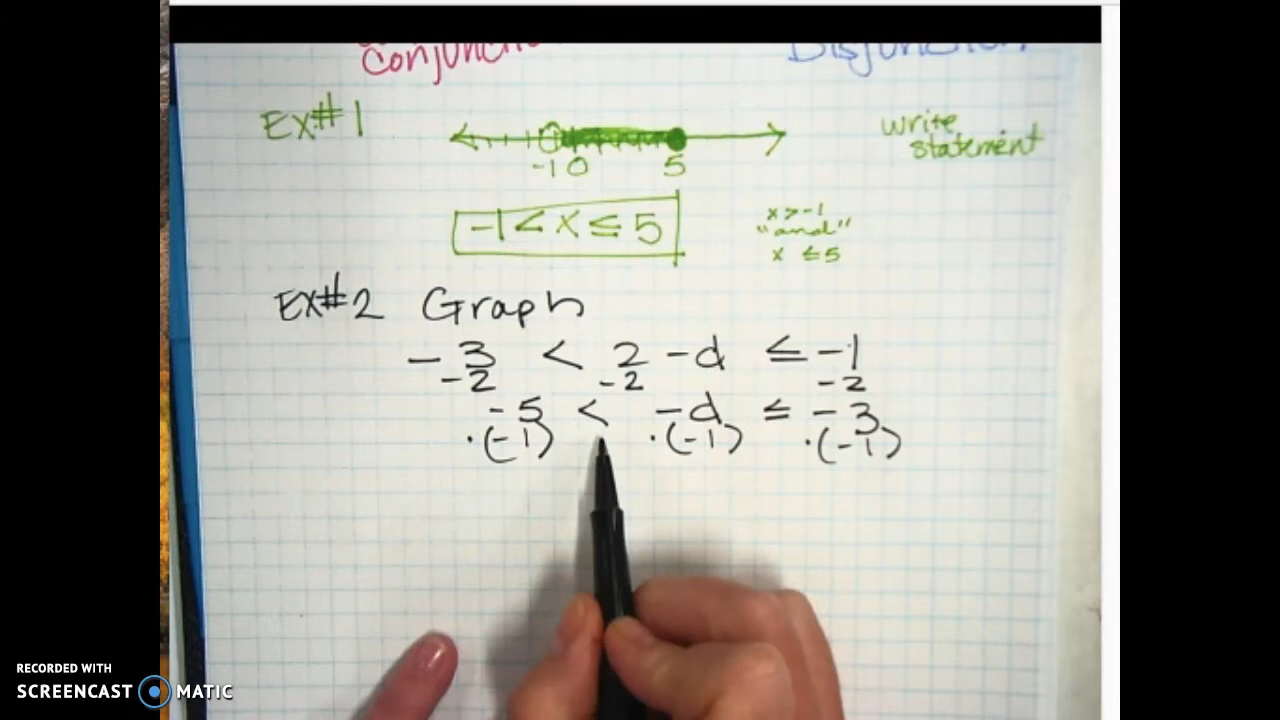 Conjunction
Disjunction
Ex#1
-1 0 5
write
statement
-1 < x ≤ 5
x > -1
"and"
x ≤ 5
Ex#2 Graph
-3 < 2 - d ≤ -1
-2 -2 -2
-5 < -d ≤ -3
·(-1) ·(-1) ·(-1)
RECORDED WITH
SCREENCAST MATIC